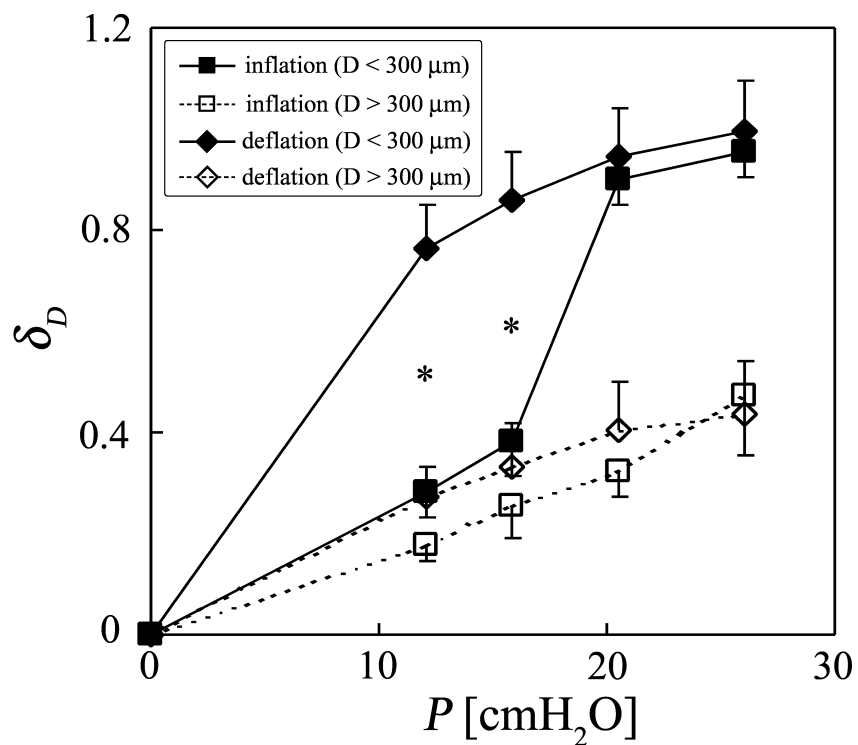 1.2
inflation (D < 300 μm)
inflation (D > 300 μm)
deflation (D < 300 μm)
deflation (D > 300 μm)
0.8
δD
*
*
0.4
0
0 10 20 30
P [cmH₂O]